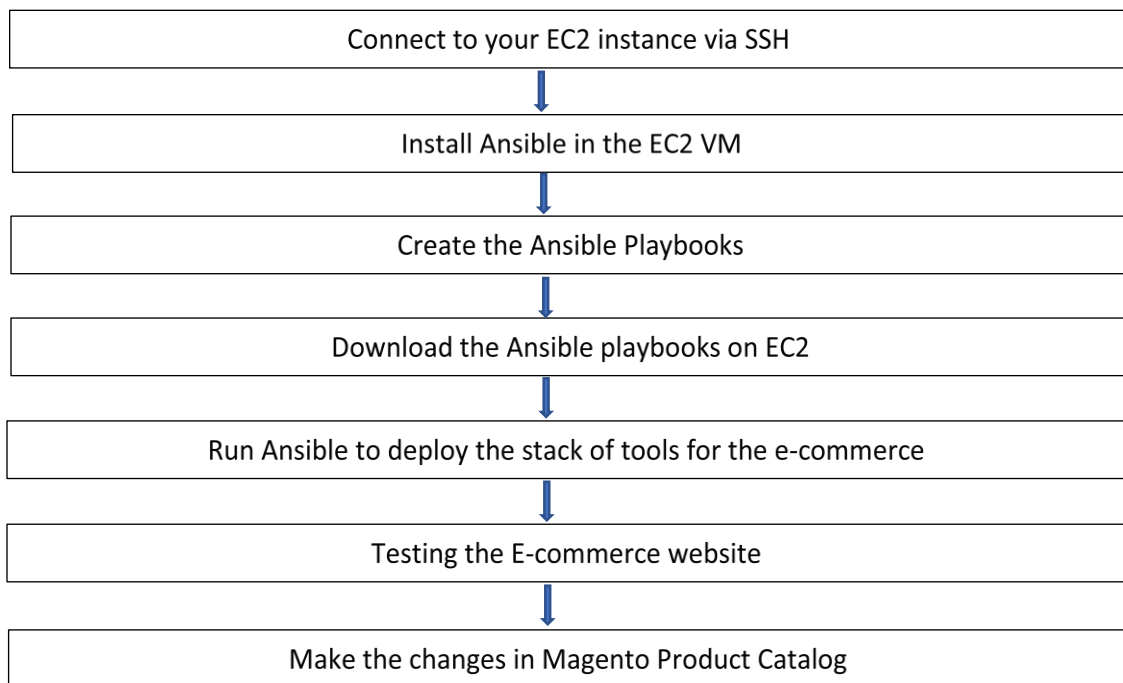 Connect to your EC2 instance via SSH
Install Ansible in the EC2 VM
Create the Ansible Playbooks
Download the Ansible playbooks on EC2
Run Ansible to deploy the stack of tools for the e-commerce
Testing the E-commerce website
Make the changes in Magento Product Catalog